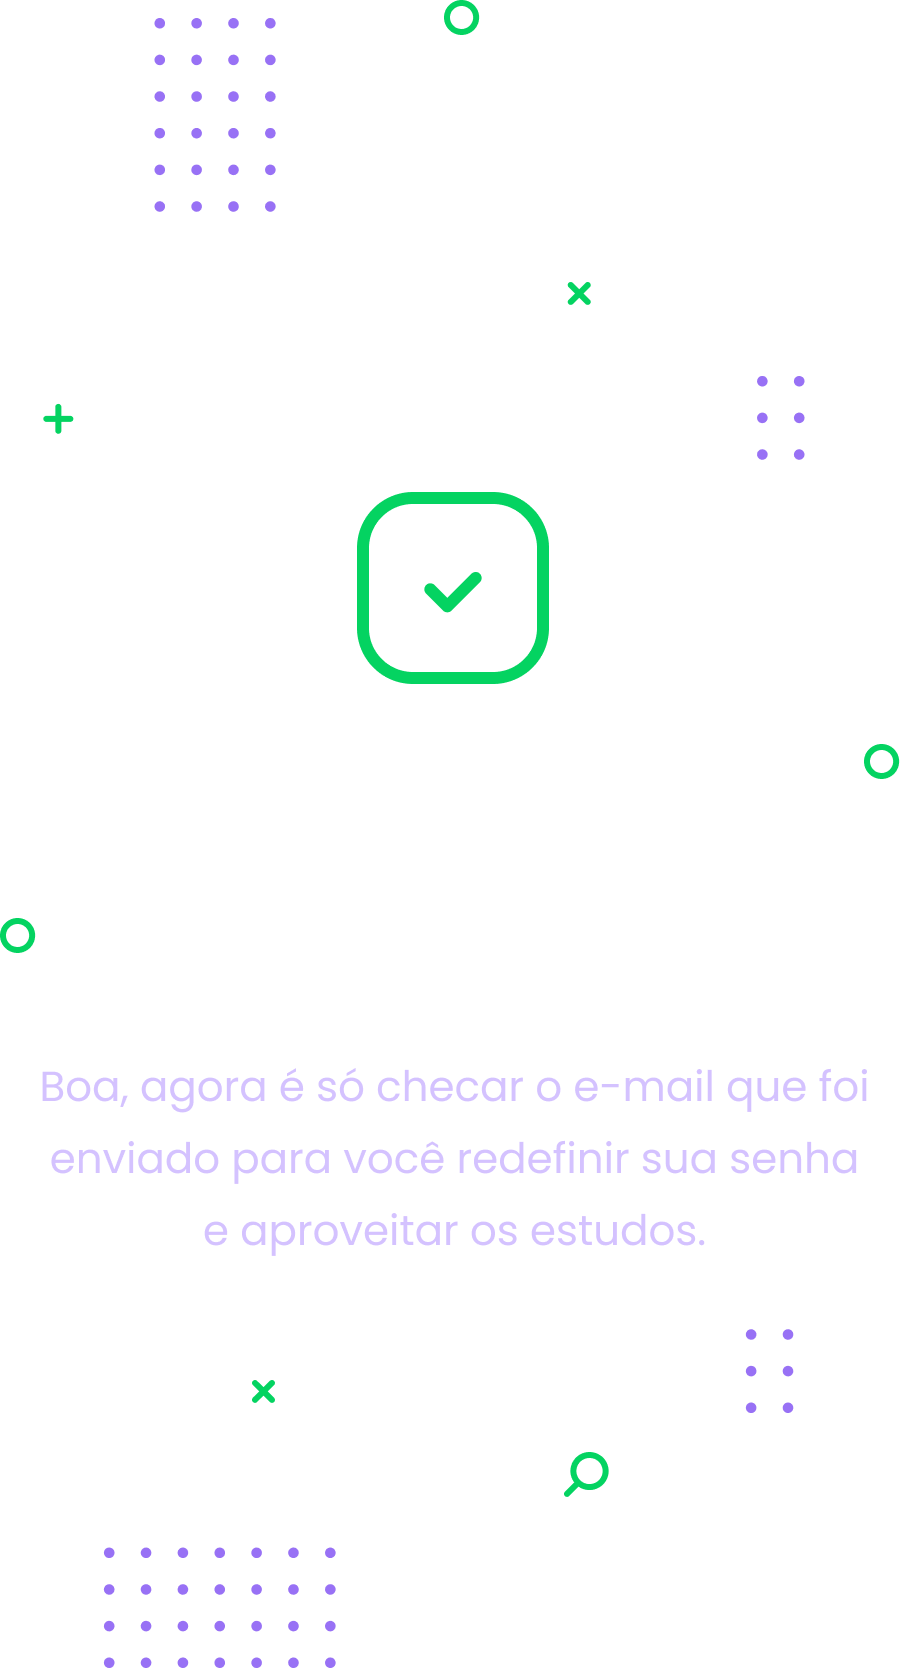 Boa, agora é só checar o e-mail que foi
enviado para você redefinir sua senha
e aproveitar os estudos.